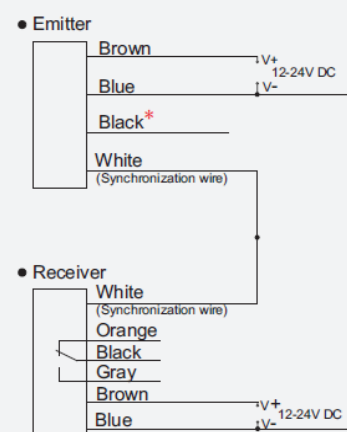 ● Emitter
Brown
V+
12-24V DC
Blue
V-
Black*
White
(Synchronization wire)
● Receiver
White
(Synchronization wire)
Orange
Black
Gray
Brown
V+
12-24V DC
Blue
V-